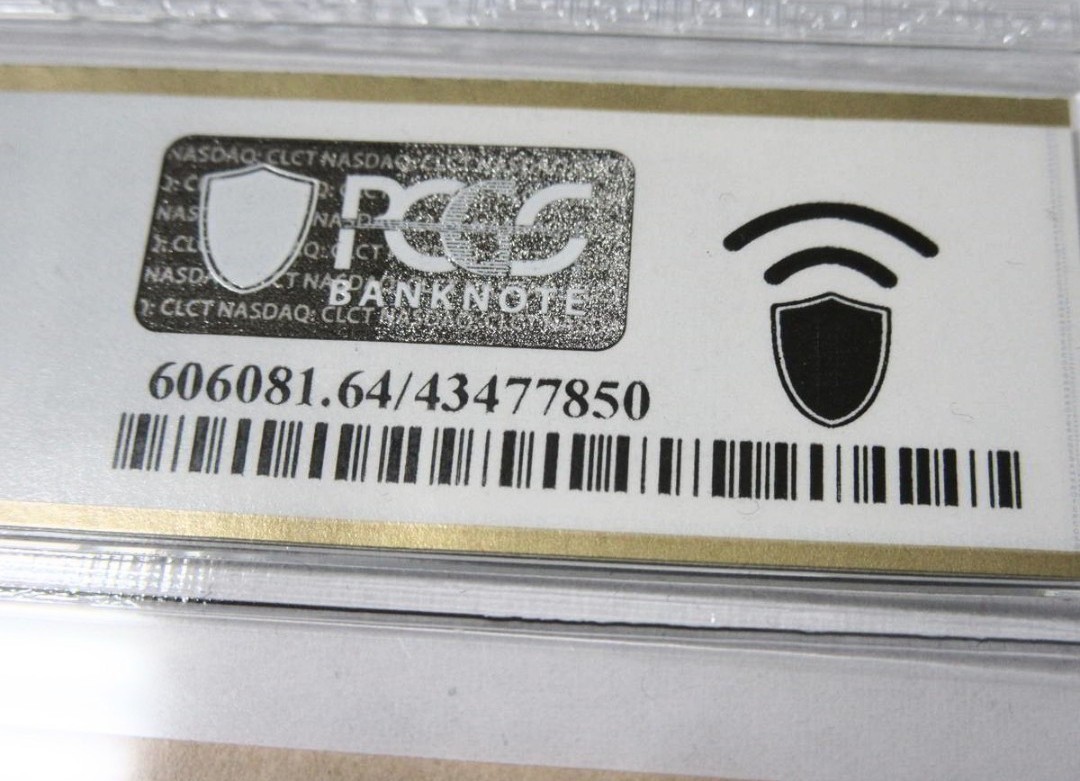 NASDAQ: CLCT NASDAQ: CLCT
PCGS
BANKNOTE
): CLCT NASDAQ: CLCT NASDAQ: CLCT
606081.64/43477850